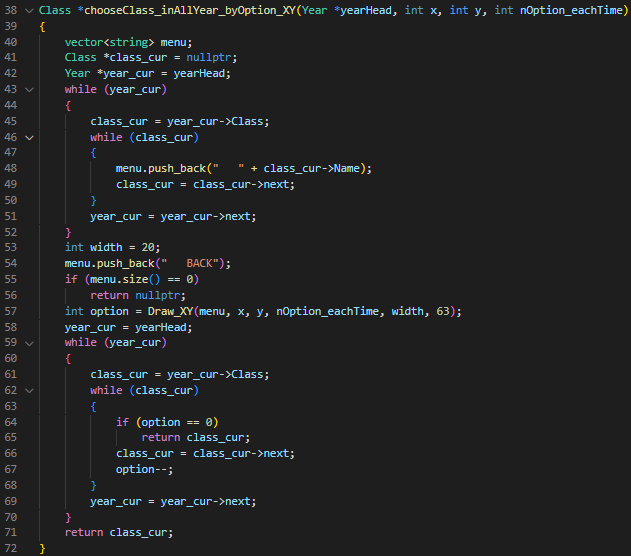 38 Class *chooseClass_inAllYear_byOption_XY(Year *yearHead, int x, int y, int nOption_eachTime)
39 {
40     vector<string> menu;
41     Class *class_cur = nullptr;
42     Year *year_cur = yearHead;
43     while (year_cur)
44     {
45         class_cur = year_cur->Class;
46         while (class_cur)
47         {
48             menu.push_back("   " + class_cur->Name);
49             class_cur = class_cur->next;
50         }
51         year_cur = year_cur->next;
52     }
53     int width = 20;
54     menu.push_back("   BACK");
55     if (menu.size() == 0)
56         return nullptr;
57     int option = Draw_XY(menu, x, y, nOption_eachTime, width, 63);
58     year_cur = yearHead;
59     while (year_cur)
60     {
61         class_cur = year_cur->Class;
62         while (class_cur)
63         {
64             if (option == 0)
65                 return class_cur;
66             class_cur = class_cur->next;
67             option--;
68         }
69         year_cur = year_cur->next;
70     }
71     return class_cur;
72 }